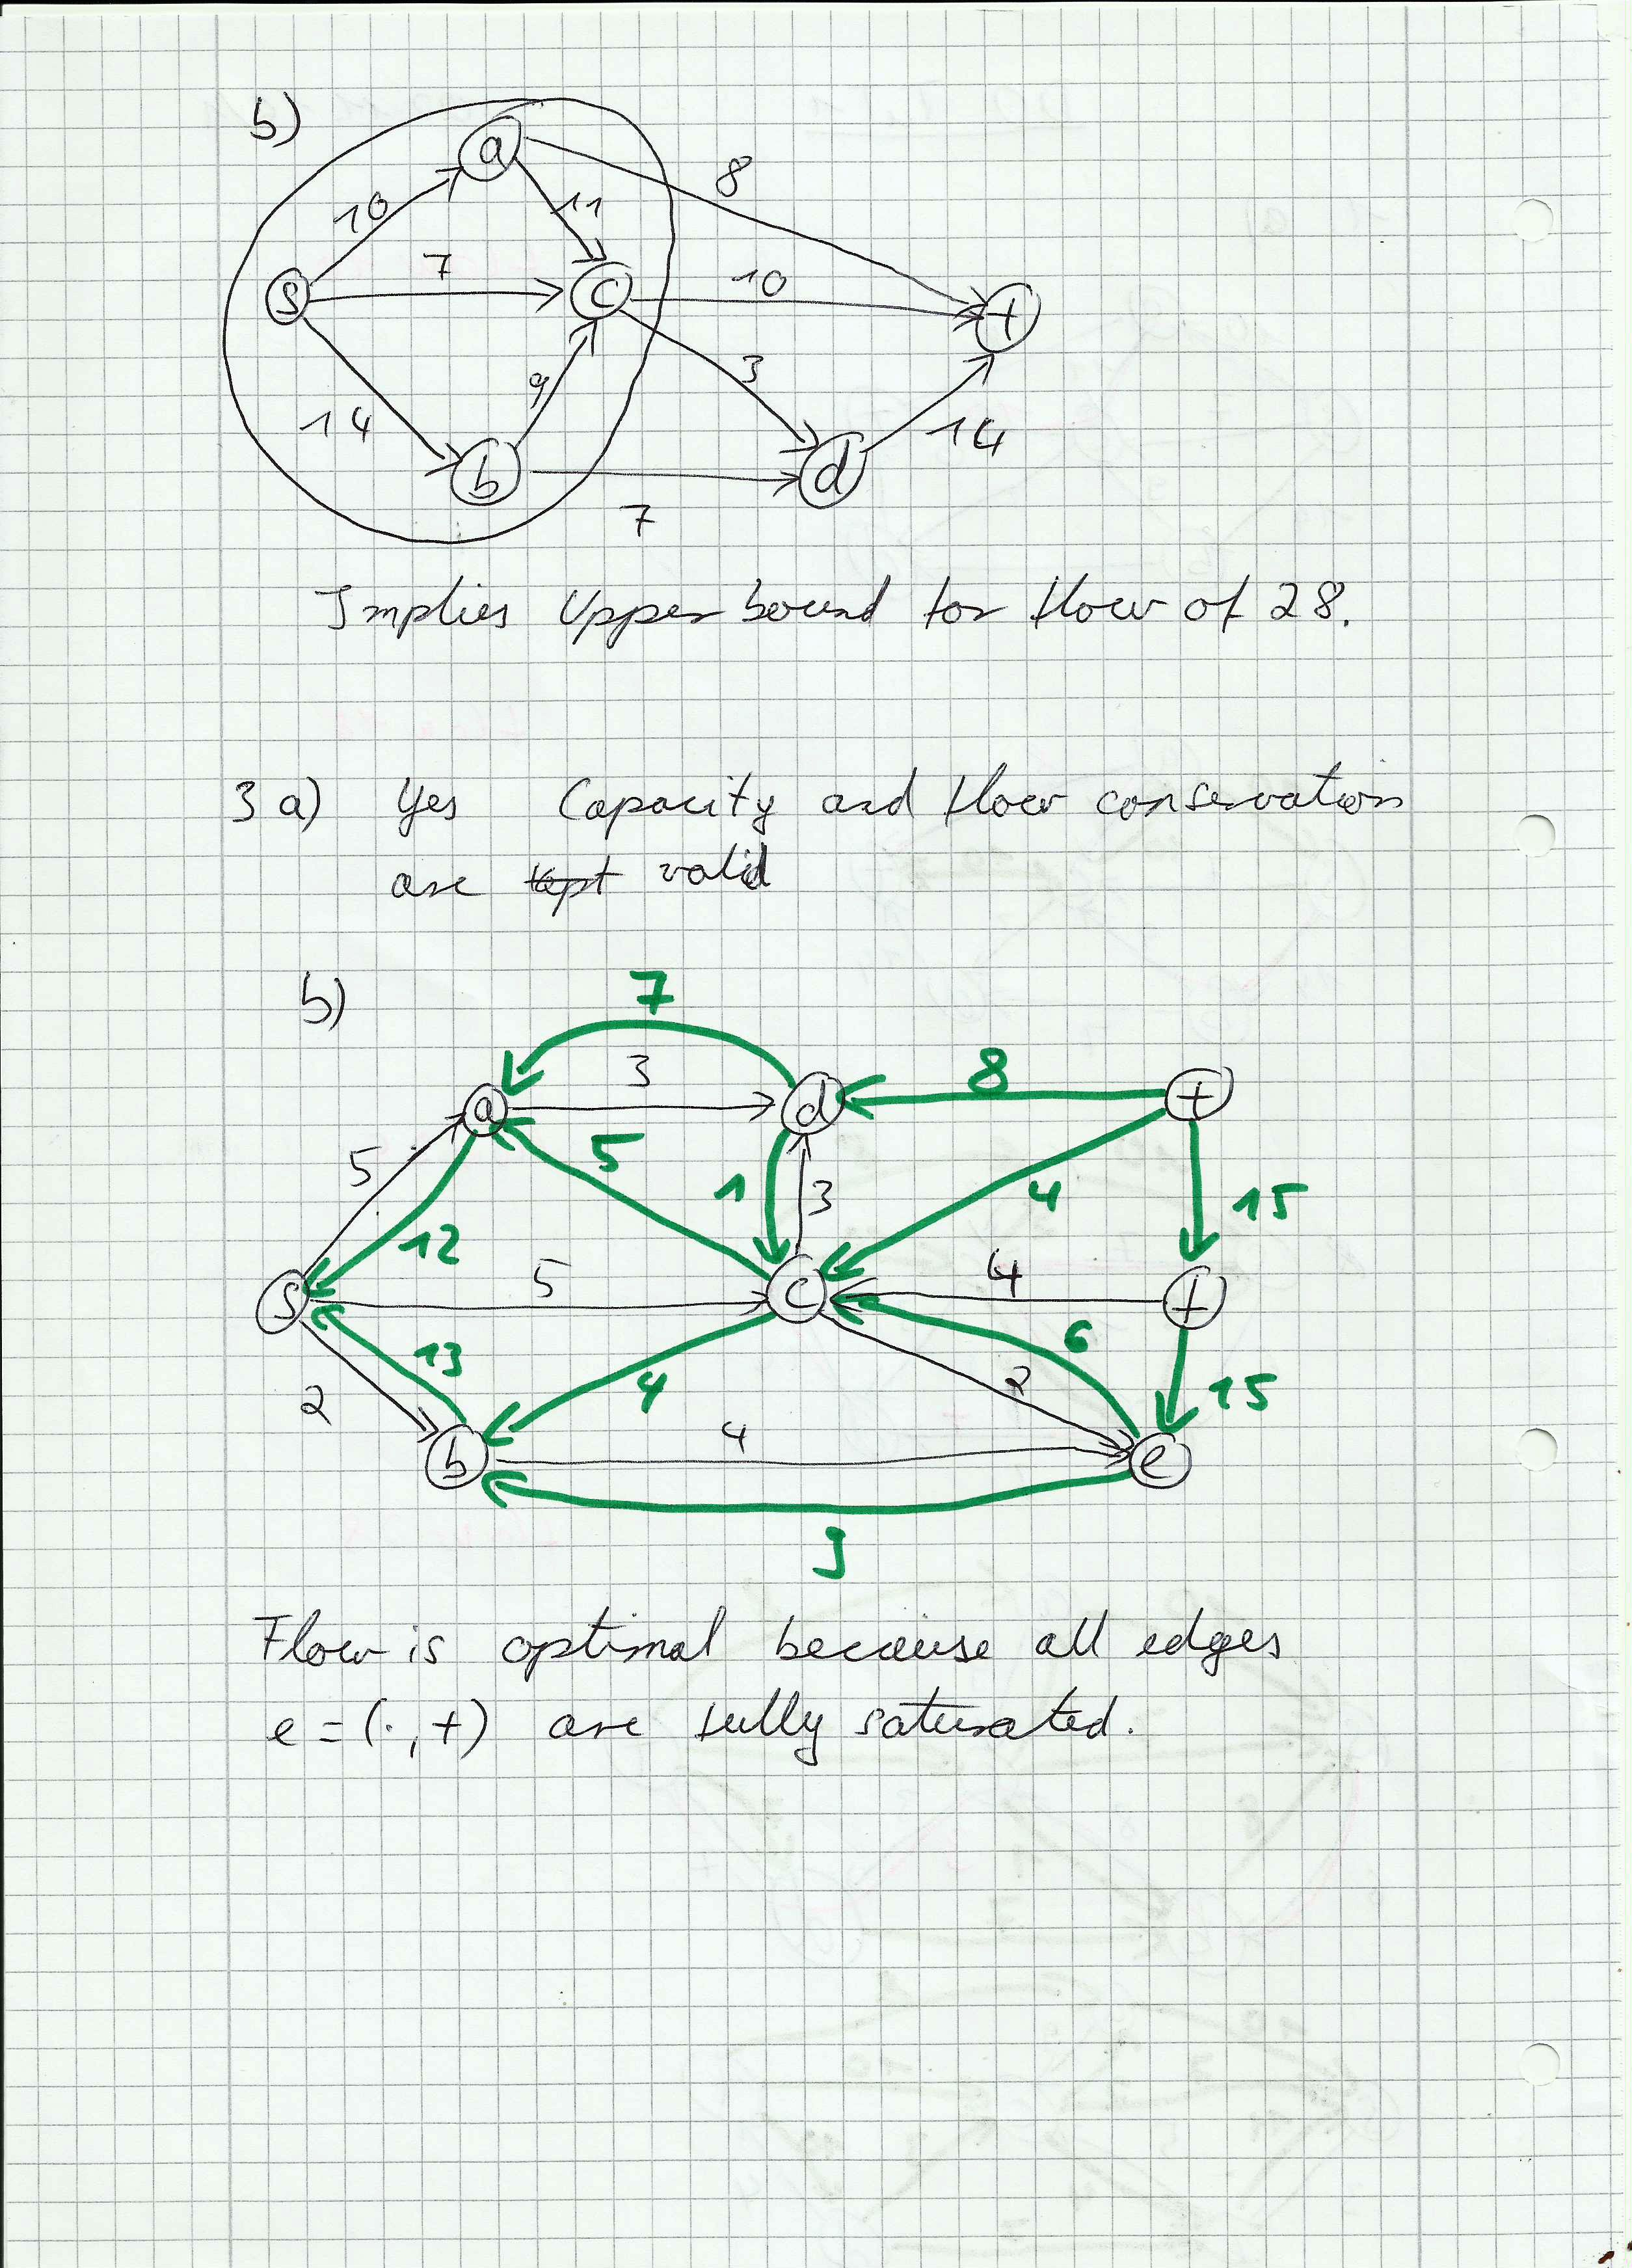 b)
a
8
10
11
7
10
s
c
t
3
9
14
14
b
d
7
Implies Upper bound for flow of 28.
3 a) Yes Capacity and flow conservation
are kept valid
b)
7
3
8
a
d
t
5
5
1
3
4
15
12
5
4
s
c
f
13
6
4
2
15
2
4
b
e
9
Flow is optimal because all edges
e = (·, t) are fully saturated.